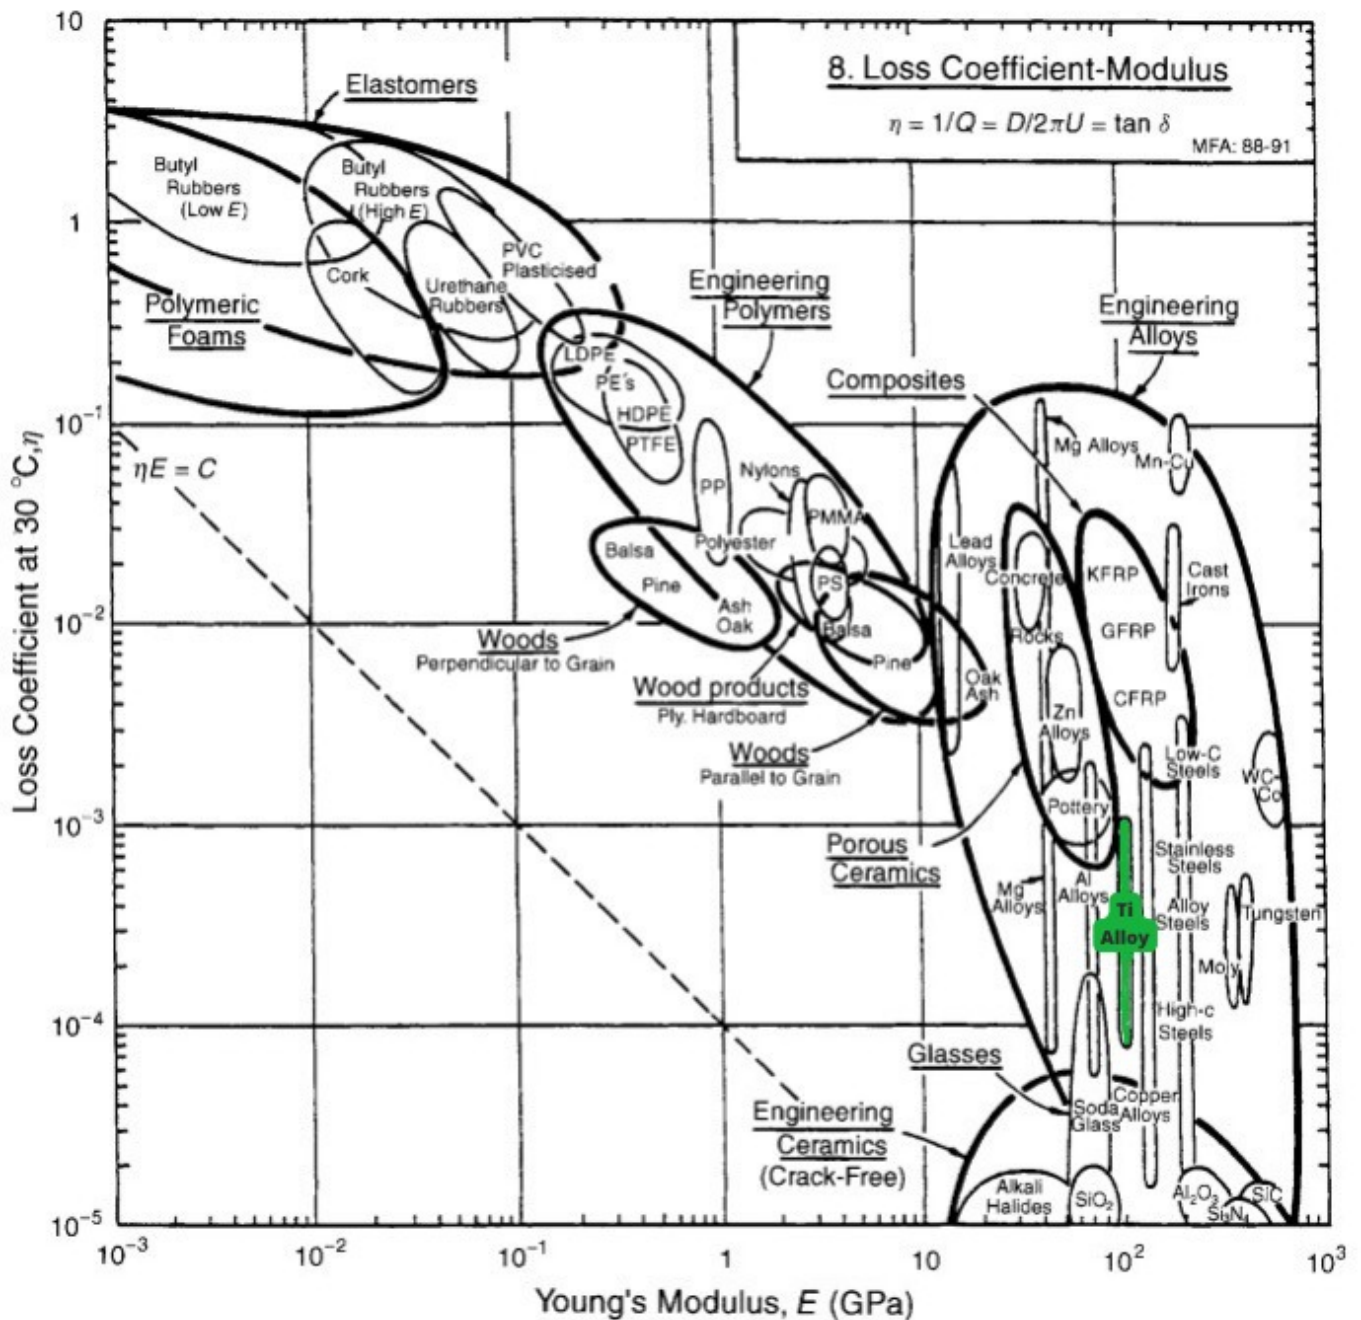 8. Loss Coefficient-Modulus
η = 1/Q = D/2πU = tan δ
MFA: 88-91
Loss Coefficient at 30 °C,η
10
1
10⁻¹
10⁻²
10⁻³
10⁻⁴
10⁻⁵
Elastomers
Butyl
Rubbers
(Low E)
Butyl
Rubbers
(High E)
Cork
PVC
Plasticised
Urethane
Rubbers
Polymeric
Foams
Engineering
Polymers
Engineering
Alloys
Composites
LDPE
PE's
HDPE
PTFE
ηE = C
PP
Nylons
PMMA
Mg Alloys
Mn-Cu
Polyester
PS
Balsa
Pine
Ash
Oak
Woods
Perpendicular to Grain
Balsa
Pine
Oak
Ash
Wood products
Ply. Hardboard
Woods
Parallel to Grain
Lead
Alloys
Concrete
KFRP
Cast
Irons
Rocks
GFRP
CFRP
Zn
Alloys
Low-C
Steels
WC-
Co
Pottery
Porous
Ceramics
Stainless
Steels
Mg
Alloys
Al
Alloys
Ti
Alloy
Alloy
Steels
Tungsten
Moly
High-c
Steels
Glasses
Soda
Glass
Copper
Alloys
Engineering
Ceramics
(Crack-Free)
Alkali
Halides
SiO₂
Al₂O₃
SiC
Si₃N₄
10⁻³
10⁻²
10⁻¹
1
10
10²
10³
Young's Modulus, E (GPa)